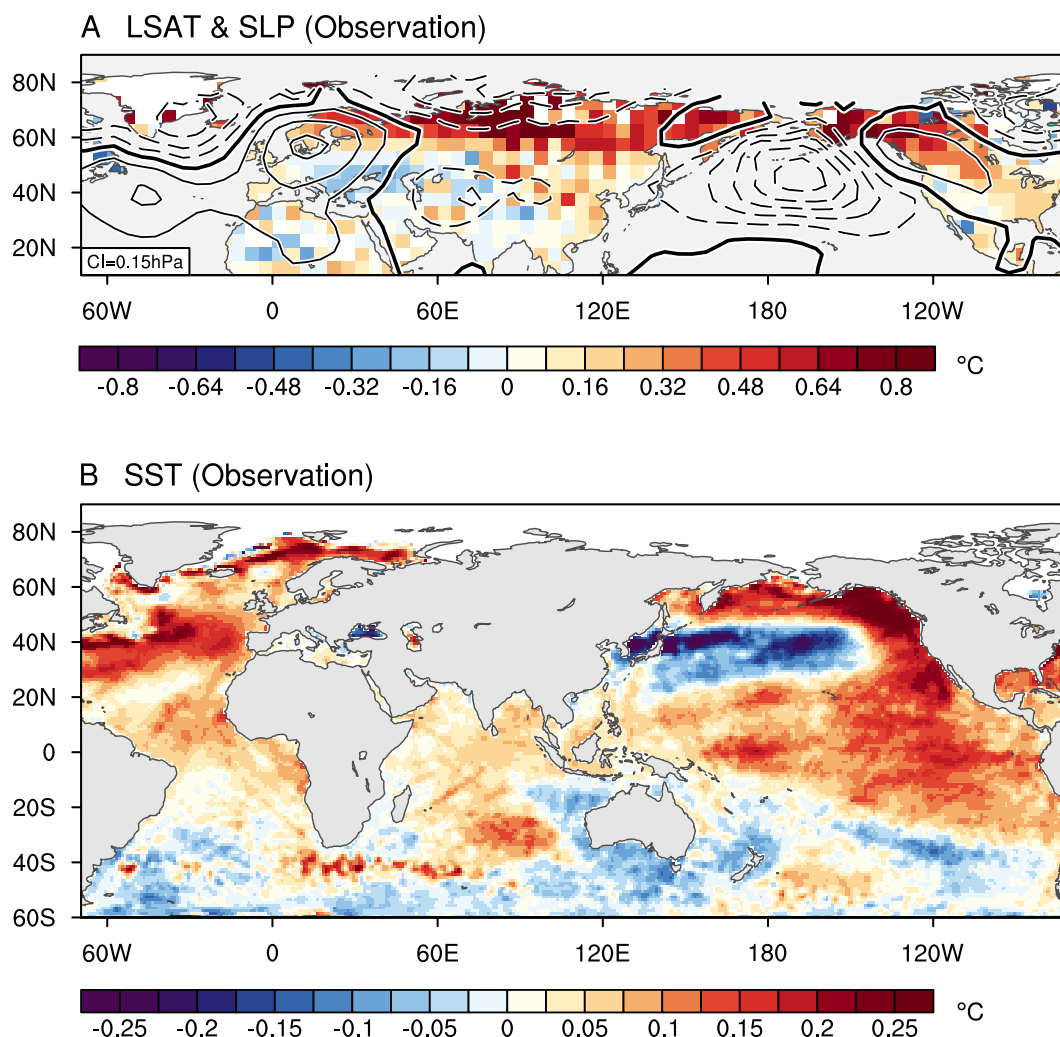 A LSAT & SLP (Observation)
80N
60N
40N
20N
CI=0.15hPa
60W 0 60E 120E 180 120W
-0.8 -0.64 -0.48 -0.32 -0.16 0 0.16 0.32 0.48 0.64 0.8 °C
B SST (Observation)
80N
60N
40N
20N
0
20S
40S
60S
60W 0 60E 120E 180 120W
-0.25 -0.2 -0.15 -0.1 -0.05 0 0.05 0.1 0.15 0.2 0.25 °C